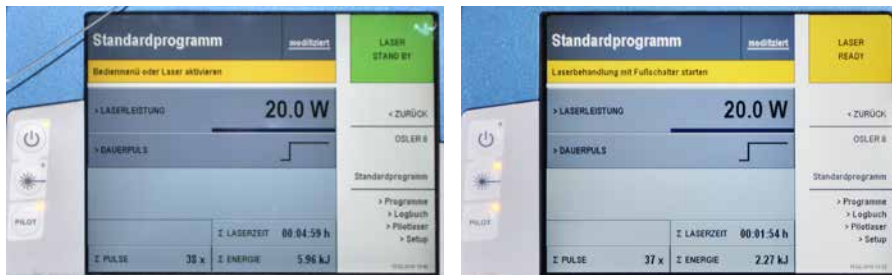 Standardprogramm
modifiziert
LASER
STAND BY
Bedienmenü oder Laser aktivieren
> LASERLEISTUNG
20.0 W
< ZURÜCK
> DAUERPULS
OSLER 8
Standardprogramm
> Programme
> Logbuch
> Pilotlaser
> Setup
PILOT
Σ LASERZEIT 00:04:59 h
Σ PULSE 38 x
Σ ENERGIE 5.96 kJ
Standardprogramm
modifiziert
LASER
READY
Laserbehandlung mit Fußschalter starten
> LASERLEISTUNG
20.0 W
< ZURÜCK
> DAUERPULS
OSLER 8
Standardprogramm
> Programme
> Logbuch
> Pilotlaser
> Setup
PILOT
Σ LASERZEIT 00:01:54 h
Σ PULSE 37 x
Σ ENERGIE 2.27 kJ